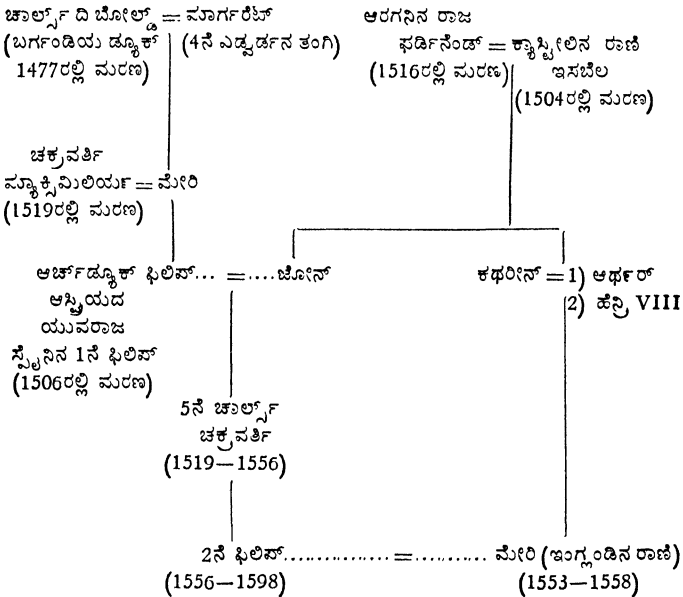 ಚಾರ್ಲ್ಸ್ ದಿ ಬೋಲ್ಡ್ = ಮಾರ್ಗರೆಟ್
(ಬರ್ಗಂಡಿಯ ಡ್ಯೂಕ್ (4ನೆ ಎಡ್ವರ್ಡನ ತಂಗಿ)
1477ರಲ್ಲಿ ಮರಣ)
ಆರಗನಿನ ರಾಜ
ಫರ್ಡಿನೆಂಡ್ = ಕ್ಯಾಸ್ಟೀಲಿನ ರಾಣಿ
(1516ರಲ್ಲಿ ಮರಣ) ಇಸಬೆಲ
(1504ರಲ್ಲಿ ಮರಣ)
ಚಕ್ರವರ್ತಿ
ಮ್ಯಾಕ್ಸಿಮಿಲಿಯನ್ = ಮೇರಿ
(1519ರಲ್ಲಿ ಮರಣ)
ಆರ್ಚ್‌ಡ್ಯೂಕ್ ಫಿಲಿಪ್... = ....ಜೋನ್
ಆಸ್ಟ್ರಿಯದ
ಯುವರಾಜ
ಸ್ಪೈನಿನ 1ನೆ ಫಿಲಿಪ್
(1506ರಲ್ಲಿ ಮರಣ)
ಕಥರೀನ್ = 1) ಆರ್ಥರ್
2) ಹೆನ್ರಿ VIII
5ನೆ ಚಾರ್ಲ್ಸ್
ಚಕ್ರವರ್ತಿ
(1519—1556)
2ನೆ ಫಿಲಿಪ್................ = ........... ಮೇರಿ (ಇಂಗ್ಲಂಡಿನ ರಾಣಿ)
(1556—1598) (1553—1558)